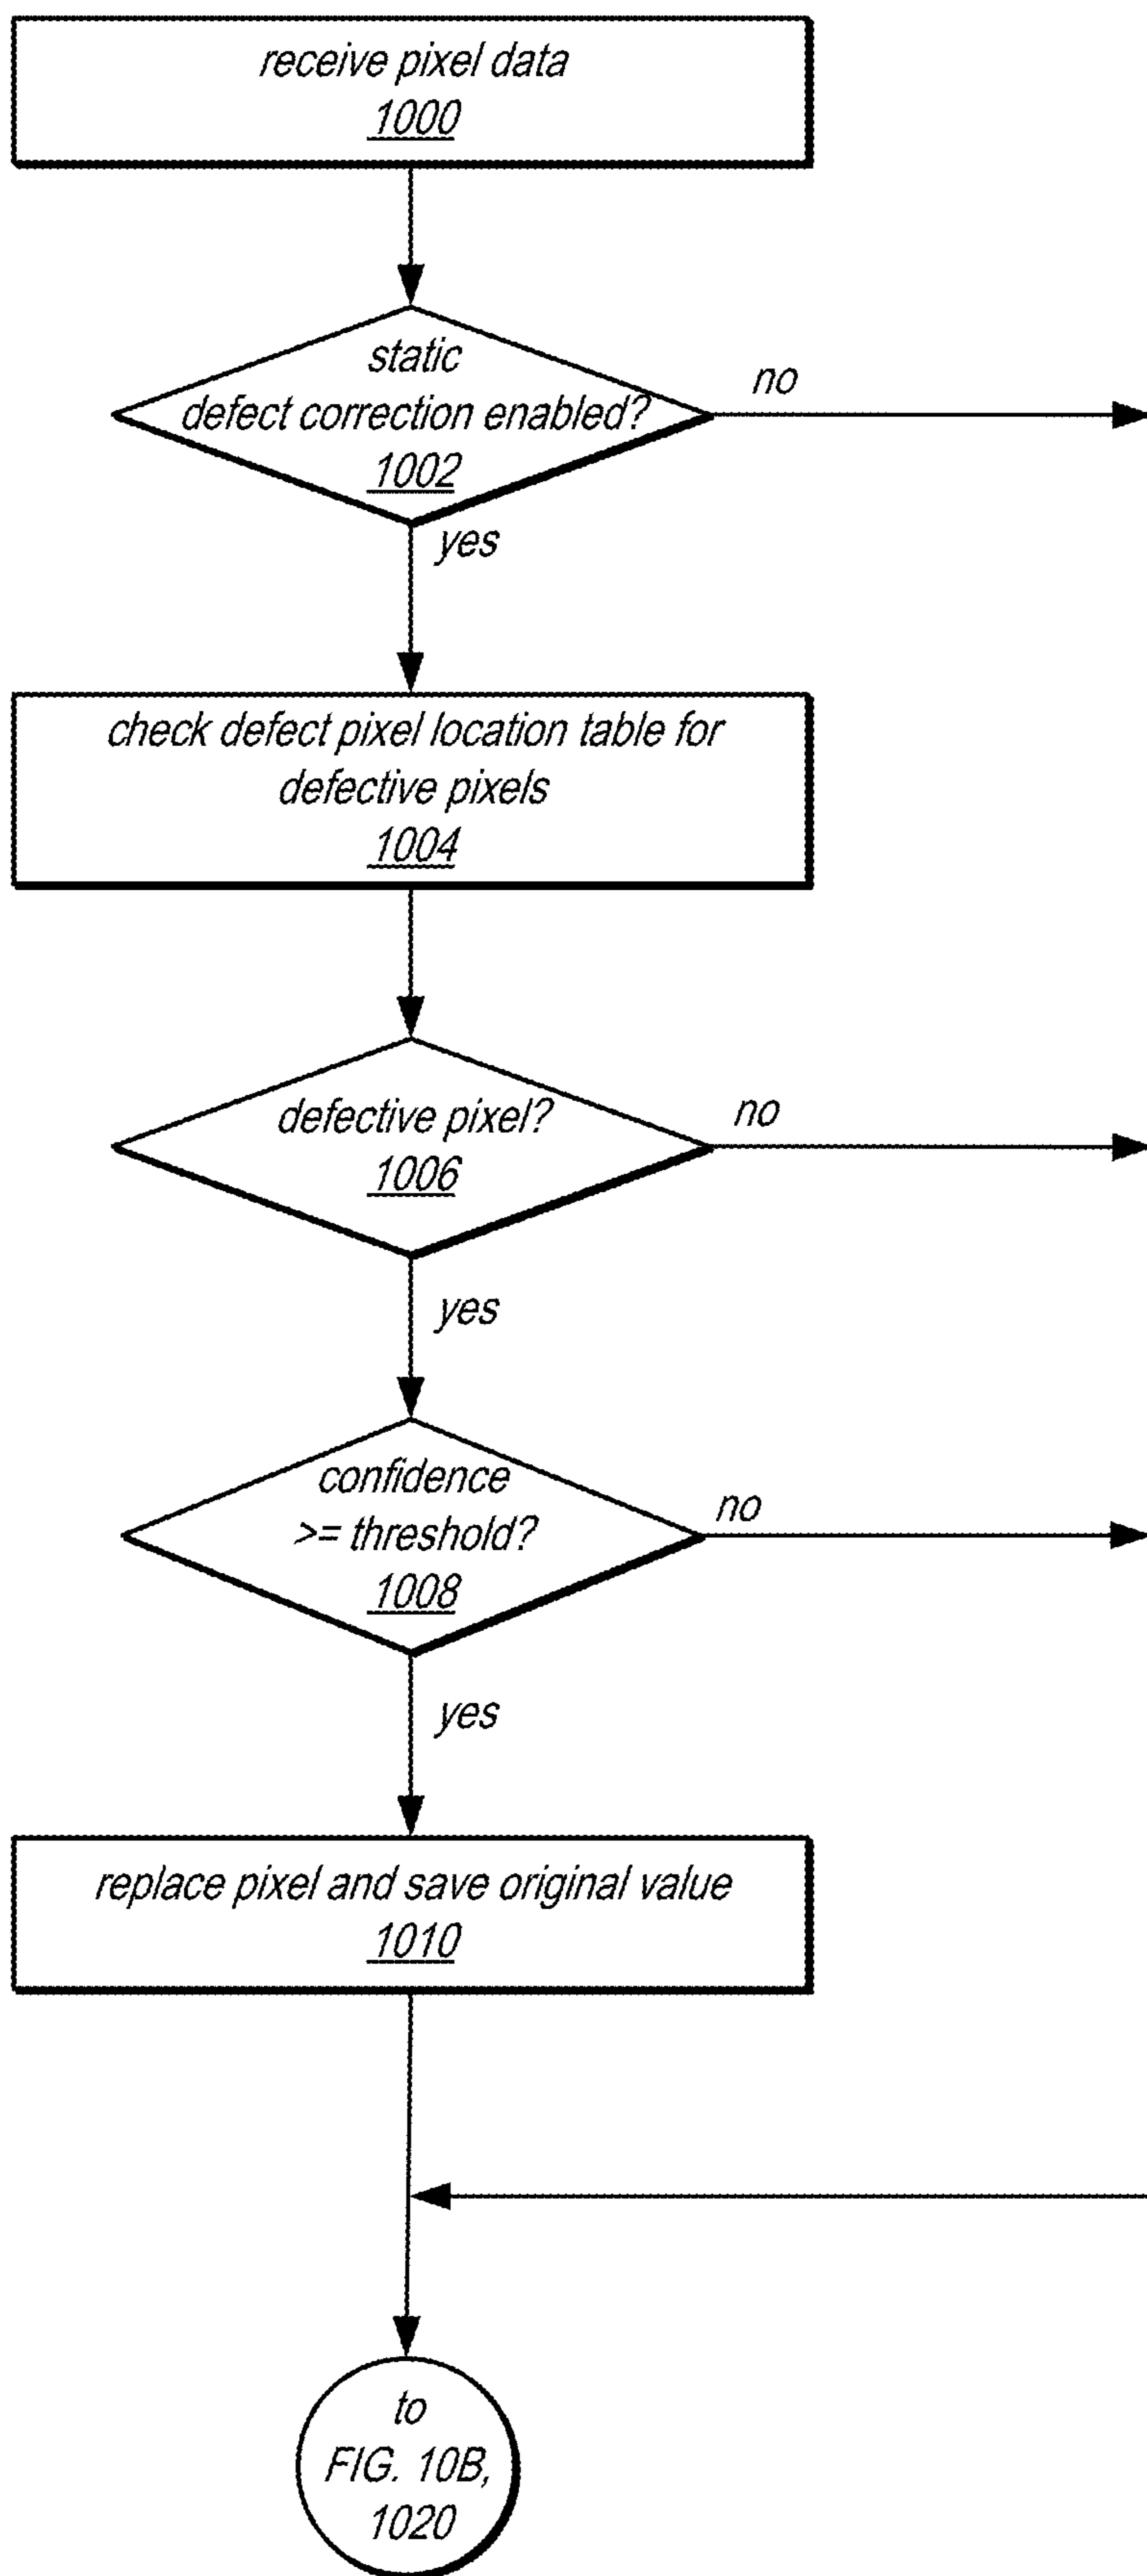 receive pixel data
1000
static
defect correction enabled?
1002
no
yes
check defect pixel location table for
defective pixels
1004
defective pixel?
1006
no
yes
confidence
>= threshold?
1008
no
yes
replace pixel and save original value
1010
to
FIG. 10B,
1020